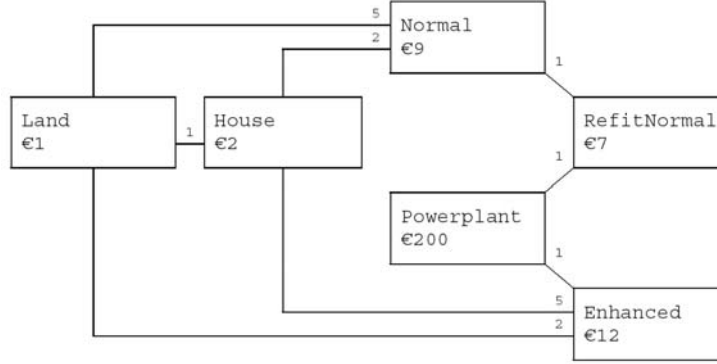 5
Normal
€9
2
1
Land
€1
1
House
€2
RefitNormal
€7
1
Powerplant
€200
1
5
Enhanced
€12
2